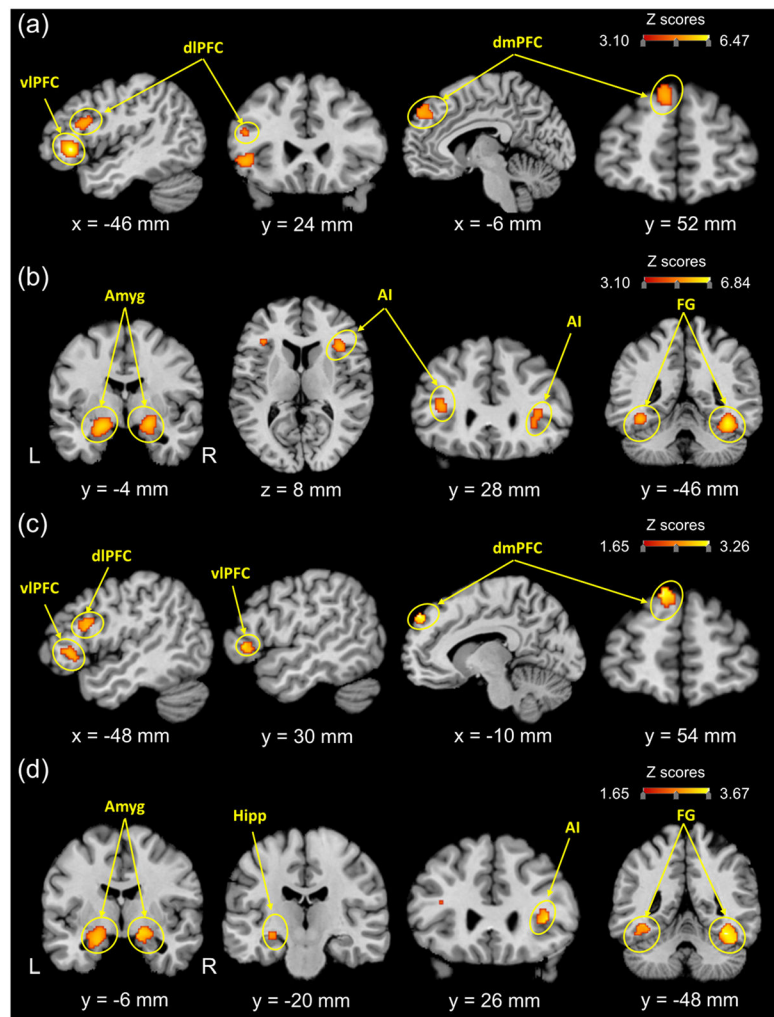 (a)
Z scores
3.10 6.47
dlPFC
dmPFC
vlPFC
x = -46 mm
y = 24 mm
x = -6 mm
y = 52 mm
(b)
Z scores
3.10 6.84
Amyg
AI
FG
AI
L
R
y = -4 mm
z = 8 mm
y = 28 mm
y = -46 mm
(c)
Z scores
1.65 3.26
dlPFC
vlPFC
vlPFC
dmPFC
x = -48 mm
y = 30 mm
x = -10 mm
y = 54 mm
(d)
Z scores
1.65 3.67
Amyg
Hipp
AI
FG
L
R
y = -6 mm
y = -20 mm
y = 26 mm
y = -48 mm